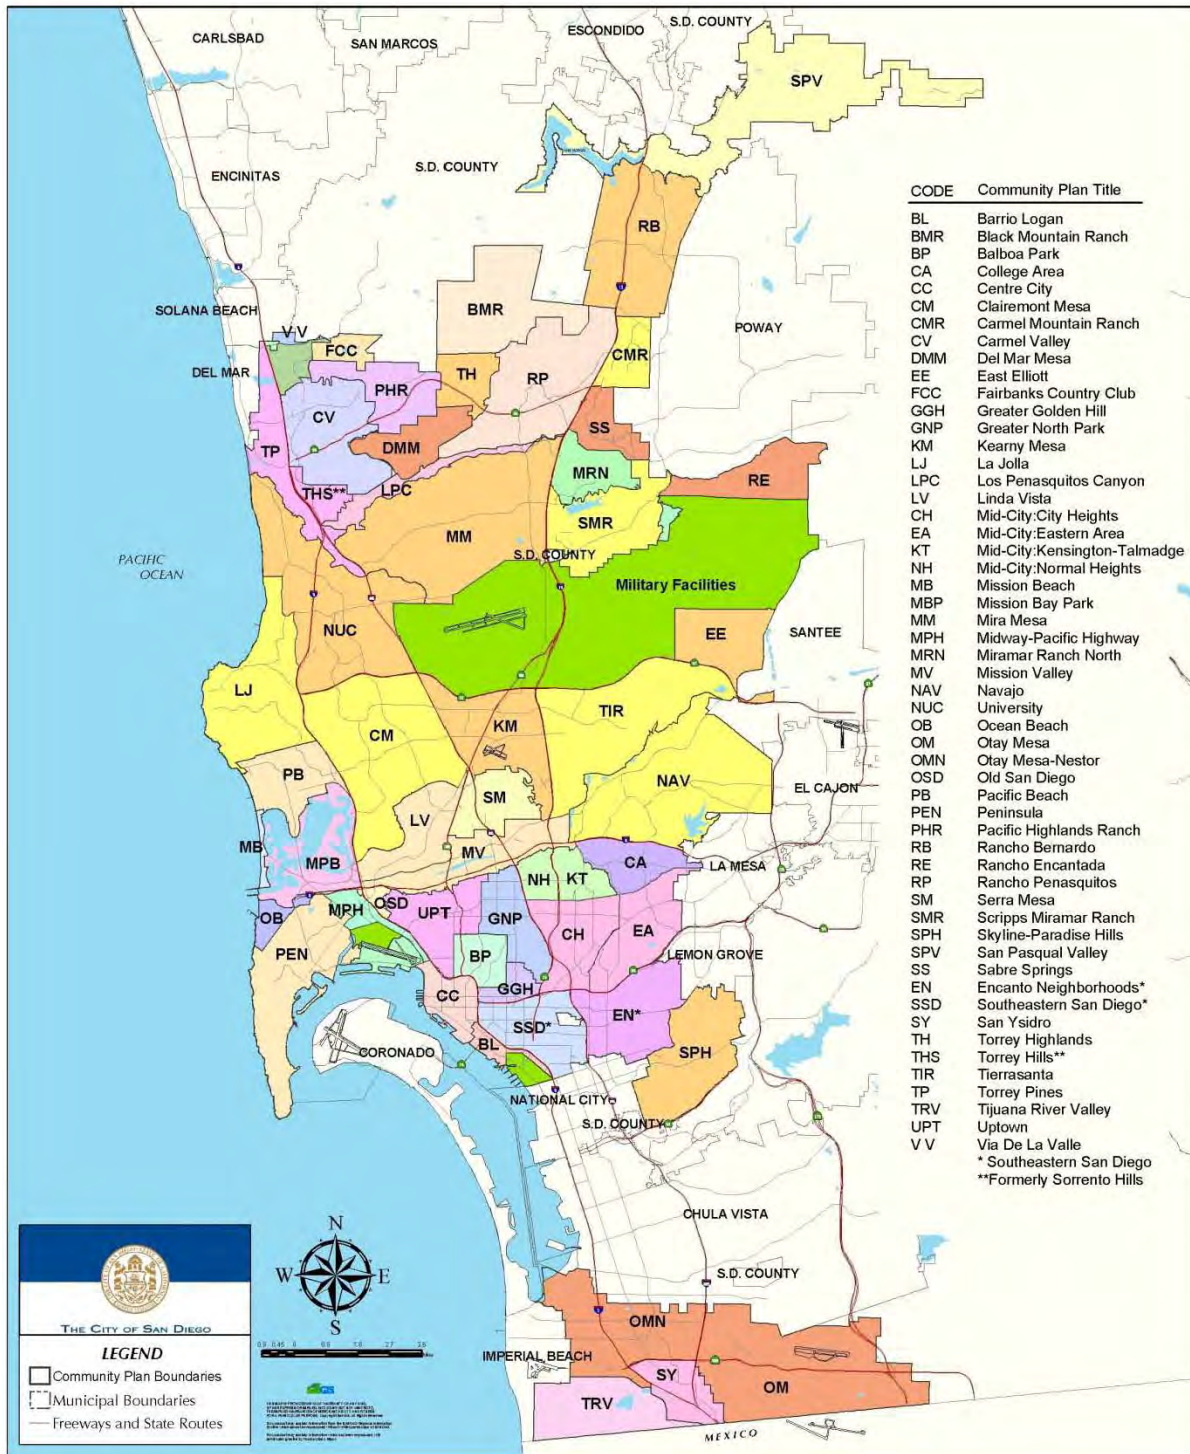 S.D. COUNTY
ESCONDIDO
CARLSBAD
SAN MARCOS
SPV
S.D. COUNTY
ENCINITAS
RB
SOLANA BEACH
BMR
POWAY
V V
FCC
DEL MAR
CMR
TH
RP
PHR
CV
SS
DMM
TP
MRN
RE
LPC
THS**
SMR
MM
S.D. COUNTY
PACIFIC
OCEAN
Military Facilities
NUC
EE
SANTEE
LJ
TIR
KM
CM
PB
NAV
EL CAJON
SM
LV
MB
MV
MPB
CA
LA MESA
NH
KT
OSD
MPH
UPT
OB
GNP
CH
EA
PEN
BP
LEMON GROVE
GGH
CC
EN*
SSD*
BL
CORONADO
SPH
NATIONAL CITY
S.D. COUNTY
CHULA VISTA
S.D. COUNTY
OMN
IMPERIAL BEACH
SY
OM
TRV
MEXICO
CODE Community Plan Title
BL Barrio Logan
BMR Black Mountain Ranch
BP Balboa Park
CA College Area
CC Centre City
CM Clairemont Mesa
CMR Carmel Mountain Ranch
CV Carmel Valley
DMM Del Mar Mesa
EE East Elliott
FCC Fairbanks Country Club
GGH Greater Golden Hill
GNP Greater North Park
KM Kearny Mesa
LJ La Jolla
LPC Los Penasquitos Canyon
LV Linda Vista
CH Mid-City:City Heights
EA Mid-City:Eastern Area
KT Mid-City:Kensington-Talmadge
NH Mid-City:Normal Heights
MB Mission Beach
MBP Mission Bay Park
MM Mira Mesa
MPH Midway-Pacific Highway
MRN Miramar Ranch North
MV Mission Valley
NAV Navajo
NUC University
OB Ocean Beach
OM Otay Mesa
OMN Otay Mesa-Nestor
OSD Old San Diego
PB Pacific Beach
PEN Peninsula
PHR Pacific Highlands Ranch
RB Rancho Bernardo
RE Rancho Encantada
RP Rancho Penasquitos
SM Serra Mesa
SMR Scripps Miramar Ranch
SPH Skyline-Paradise Hills
SPV San Pasqual Valley
SS Sabre Springs
EN Encanto Neighborhoods*
SSD Southeastern San Diego*
SY San Ysidro
TH Torrey Highlands
THS Torrey Hills**
TIR Tierrasanta
TP Torrey Pines
TRV Tijuana River Valley
UPT Uptown
V V Via De La Valle
* Southeastern San Diego
**Formerly Sorrento Hills
THE CITY OF SAN DIEGO
LEGEND
Community Plan Boundaries
Municipal Boundaries
Freeways and State Routes
N
W E
S